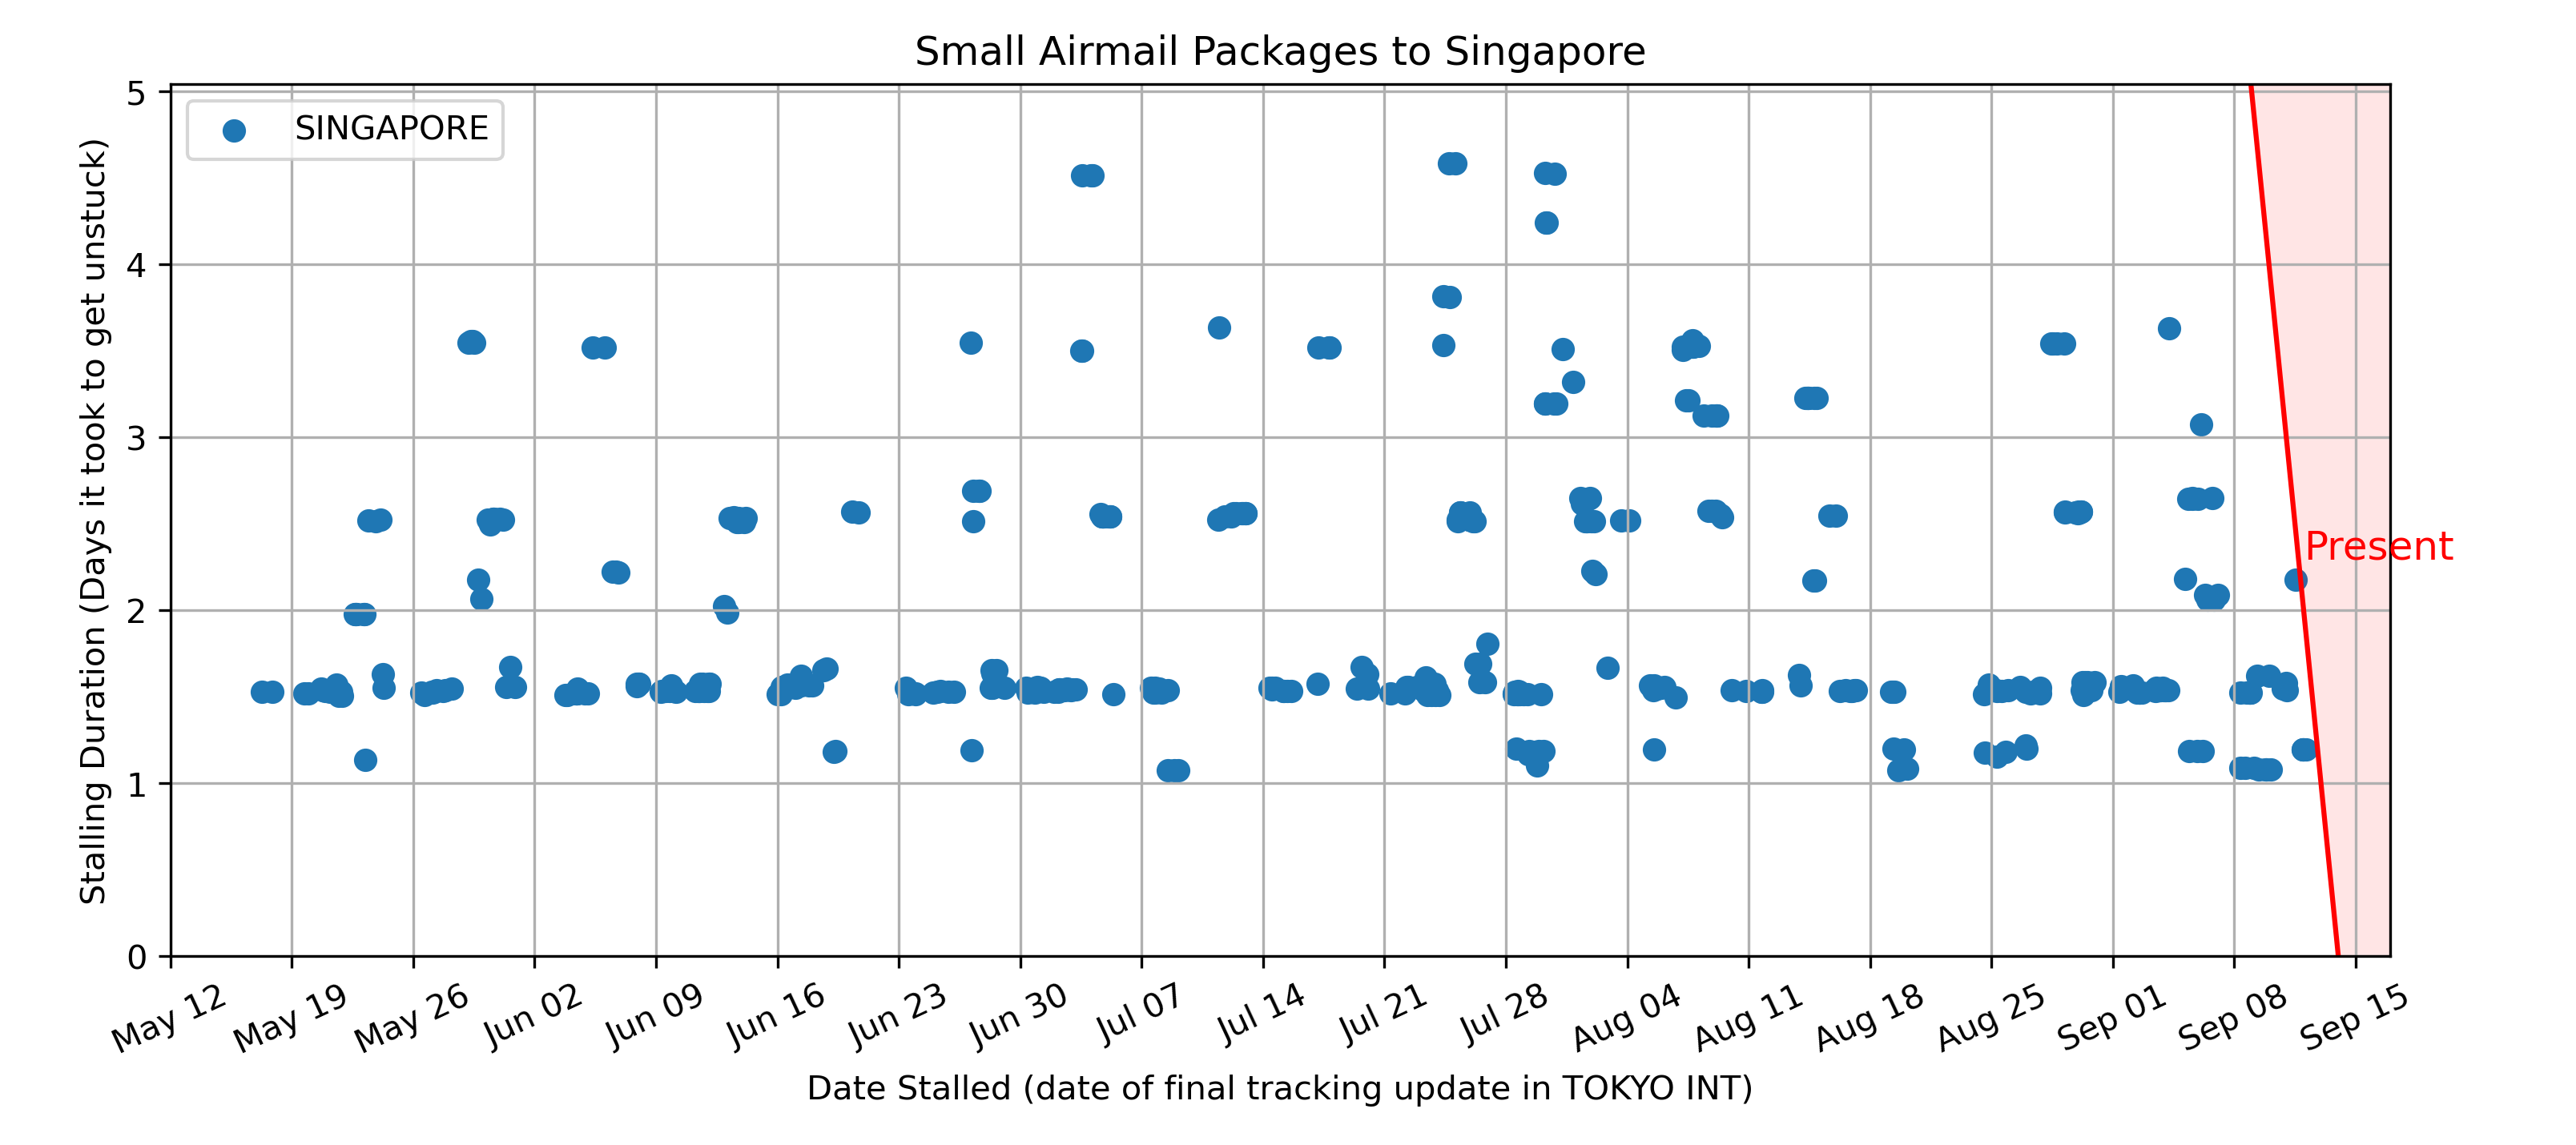 Small Airmail Packages to Singapore
SINGAPORE
Stalling Duration (Days it took to get unstuck)
5
4
3
2
1
0
Present
May 12
May 19
May 26
Jun 02
Jun 09
Jun 16
Jun 23
Jun 30
Jul 07
Jul 14
Jul 21
Jul 28
Aug 04
Aug 11
Aug 18
Aug 25
Sep 01
Sep 08
Sep 15
Date Stalled (date of final tracking update in TOKYO INT)